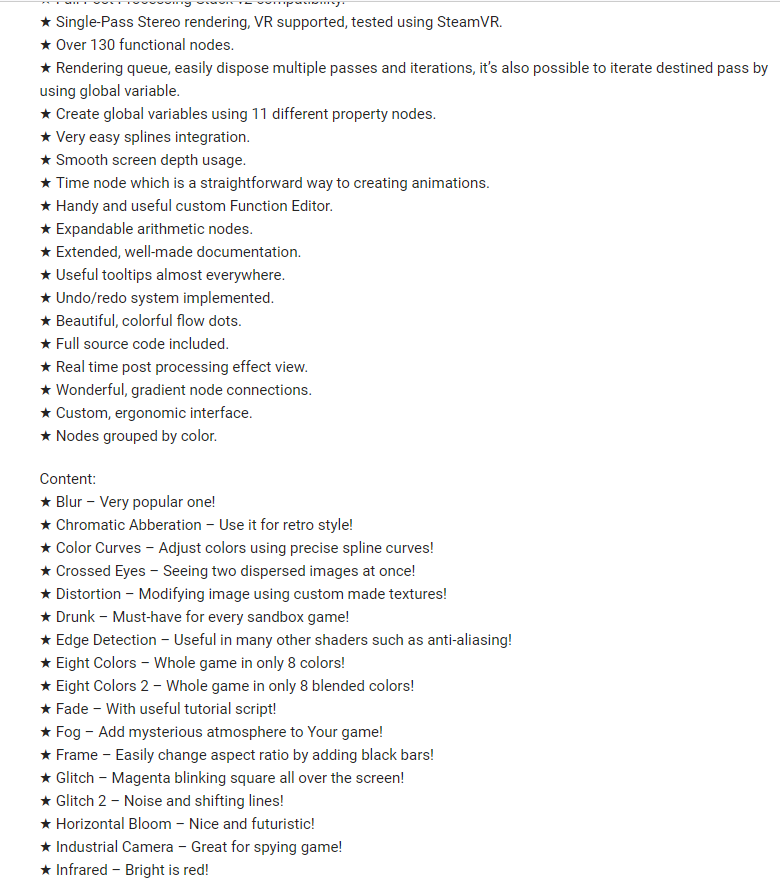 ★ Full Post Processing Stack v2 compatibility.
★ Single-Pass Stereo rendering, VR supported, tested using SteamVR.
★ Over 130 functional nodes.
★ Rendering queue, easily dispose multiple passes and iterations, it’s also possible to iterate destined pass by
using global variable.
★ Create global variables using 11 different property nodes.
★ Very easy splines integration.
★ Smooth screen depth usage.
★ Time node which is a straightforward way to creating animations.
★ Handy and useful custom Function Editor.
★ Expandable arithmetic nodes.
★ Extended, well-made documentation.
★ Useful tooltips almost everywhere.
★ Undo/redo system implemented.
★ Beautiful, colorful flow dots.
★ Full source code included.
★ Real time post processing effect view.
★ Wonderful, gradient node connections.
★ Custom, ergonomic interface.
★ Nodes grouped by color.
Content:
★ Blur – Very popular one!
★ Chromatic Abberation – Use it for retro style!
★ Color Curves – Adjust colors using precise spline curves!
★ Crossed Eyes – Seeing two dispersed images at once!
★ Distortion – Modifying image using custom made textures!
★ Drunk – Must-have for every sandbox game!
★ Edge Detection – Useful in many other shaders such as anti-aliasing!
★ Eight Colors – Whole game in only 8 colors!
★ Eight Colors 2 – Whole game in only 8 blended colors!
★ Fade – With useful tutorial script!
★ Fog – Add mysterious atmosphere to Your game!
★ Frame – Easily change aspect ratio by adding black bars!
★ Glitch – Magenta blinking square all over the screen!
★ Glitch 2 – Noise and shifting lines!
★ Horizontal Bloom – Nice and futuristic!
★ Industrial Camera – Great for spying game!
★ Infrared – Bright is red!